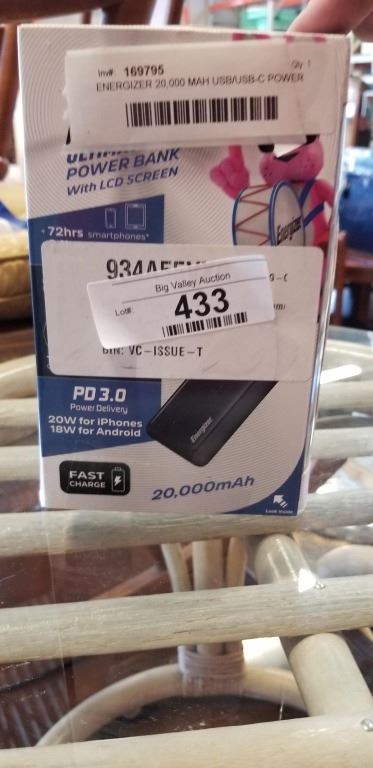 Inv#: 169795 Qty: 1
ENERGIZER 20,000 MAH USB/USB-C POWER
POWER BANK
With LCD SCREEN
72hrs smartphones*
Energizer
Big Valley Auction
Lot#: 433
VC-ISSUE-T
PD 3.0
Power Delivery
20W for iPhones
18W for Android
Energizer
FAST
CHARGE
20,000mAh
Look inside